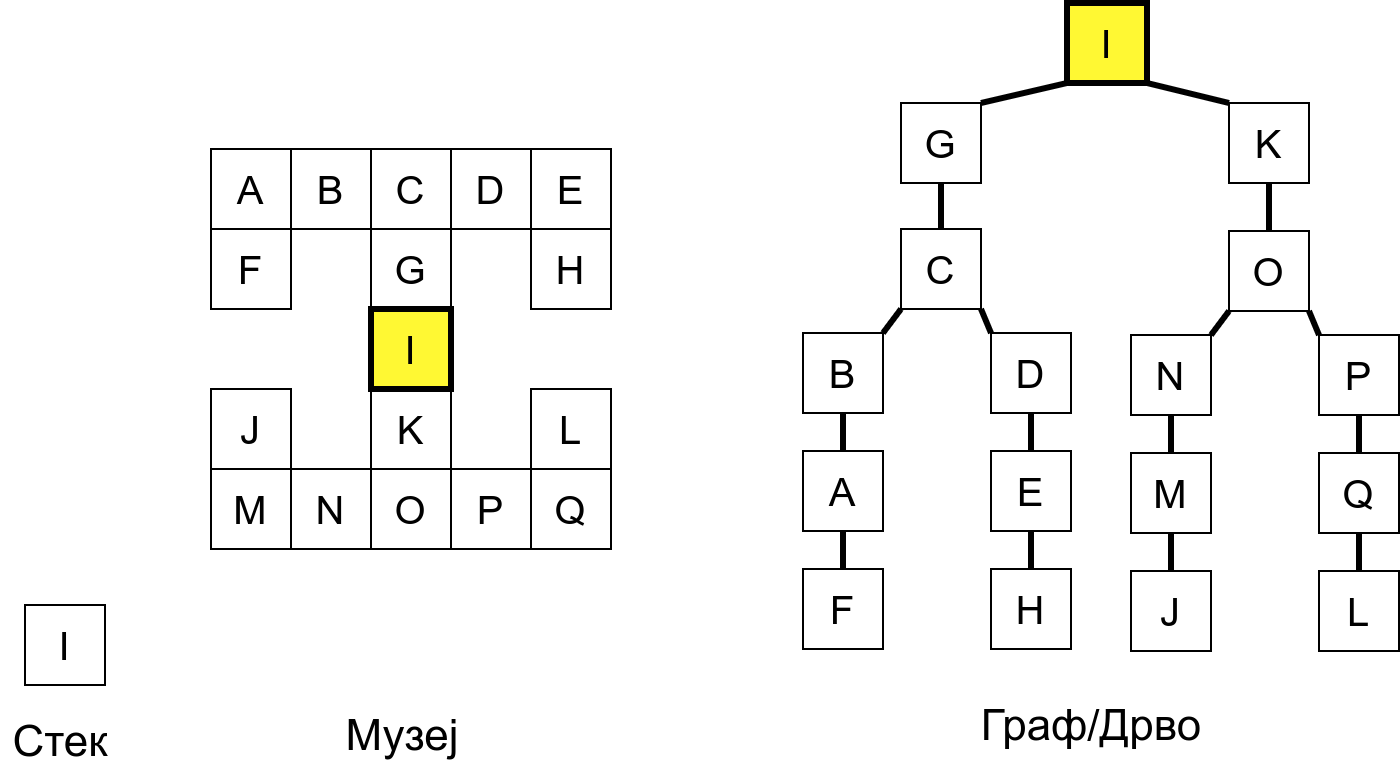 I
G K
A B C D E
F G H
C O
I
B D N P
J K L
A E M Q
M N O P Q
F H J L
I
Стек
Музеј
Граф/Дрво